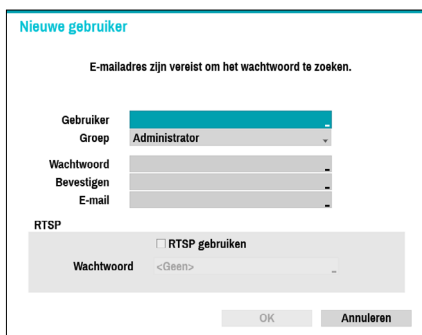 Nieuwe gebruiker
E-mailadres zijn vereist om het wachtwoord te zoeken.
Gebruiker
Groep Administrator
Wachtwoord
Bevestigen
E-mail
RTSP
RTSP gebruiken
Wachtwoord <Geen>
OK Annuleren